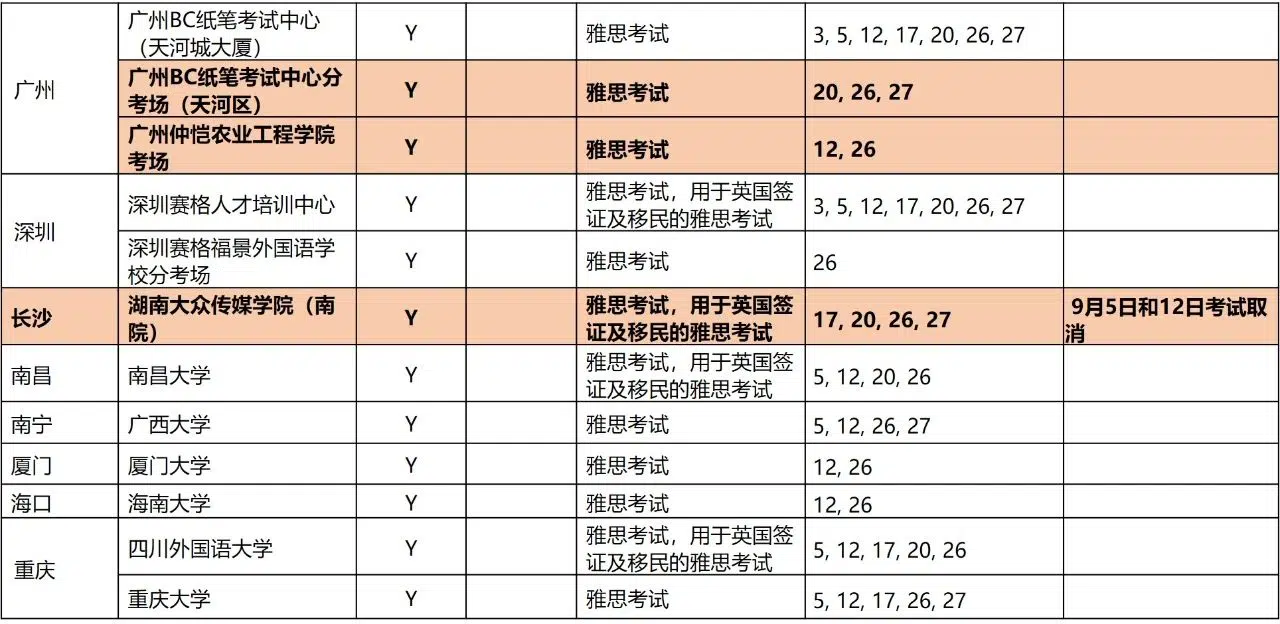 广州
广州BC纸笔考试中心
（天河城大厦）
Y
雅思考试
3, 5, 12, 17, 20, 26, 27
广州BC纸笔考试中心分
考场（天河区）
Y
雅思考试
20, 26, 27
广州仲恺农业工程学院
考场
Y
雅思考试
12, 26
深圳
深圳赛格人才培训中心
Y
雅思考试，用于英国签
证及移民的雅思考试
3, 5, 12, 17, 20, 26, 27
深圳赛格福景外国语学
校分考场
Y
雅思考试
26
长沙
湖南大众传媒学院（南
院）
Y
雅思考试，用于英国签
证及移民的雅思考试
17, 20, 26, 27
9月5日和12日考试取
消
南昌
南昌大学
Y
雅思考试，用于英国签
证及移民的雅思考试
5, 12, 20, 26
南宁
广西大学
Y
雅思考试
5, 12, 26, 27
厦门
厦门大学
Y
雅思考试
12, 26
海口
海南大学
Y
雅思考试
12, 26
重庆
四川外国语大学
Y
雅思考试，用于英国签
证及移民的雅思考试
5, 12, 17, 20, 26
重庆大学
Y
雅思考试
5, 12, 17, 26, 27